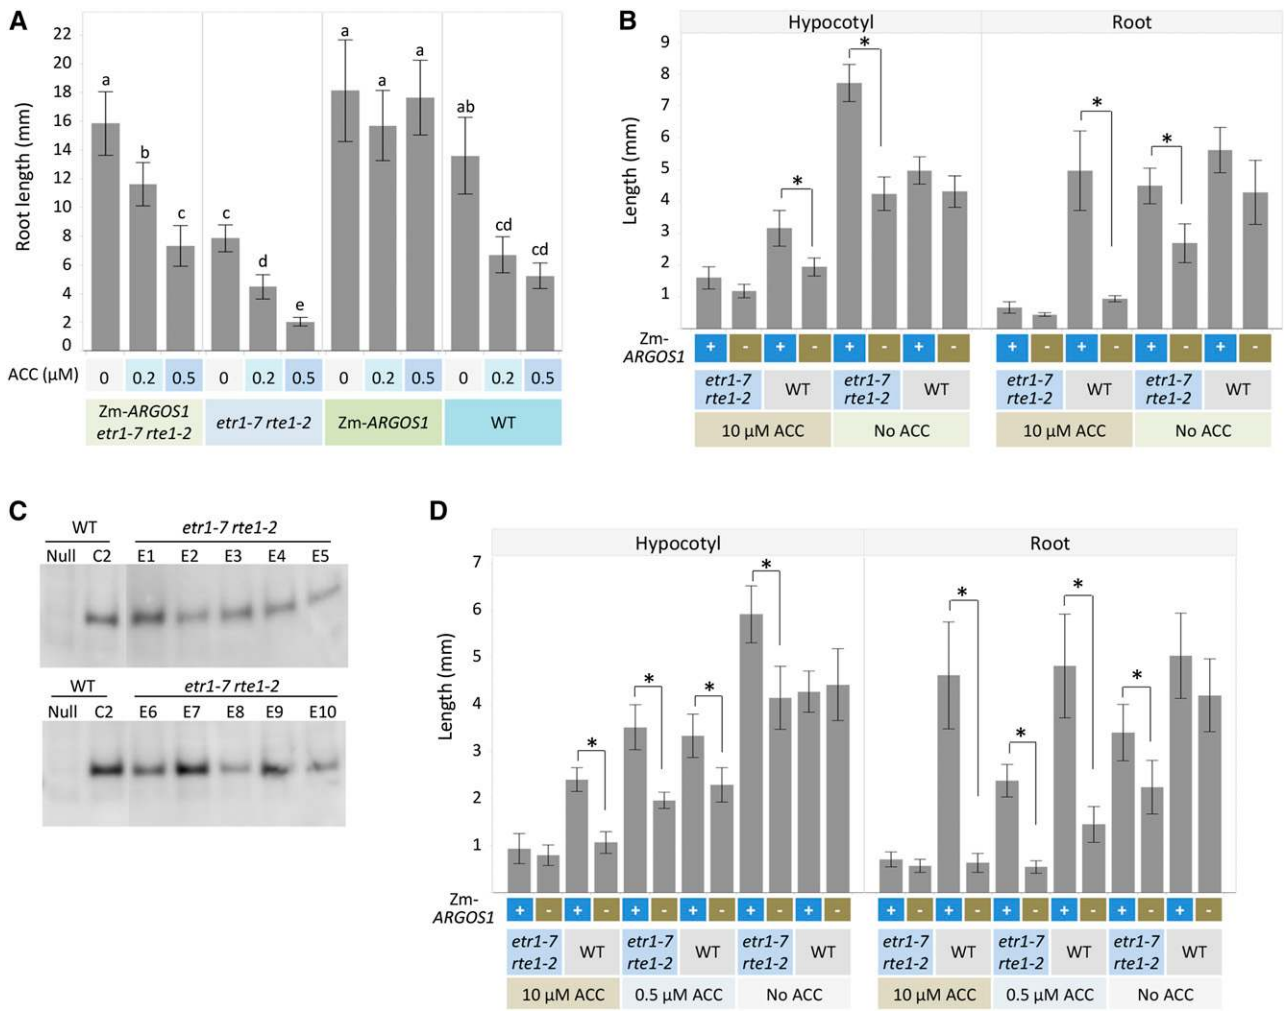 A
Root length (mm)
22
20
18
16
14
12
10
8
6
4
2
0
a
b
c
c
d
e
a
a
a
ab
cd
cd
ACC (µM)
0 0.2 0.5 0 0.2 0.5 0 0.2 0.5 0 0.2 0.5
Zm-ARGOS1
etr1-7 rte1-2
etr1-7 rte1-2
Zm-ARGOS1
WT
B
Hypocotyl
Root
Length (mm)
9
8
7
6
5
4
3
2
1
*
*
*
*
Zm-
ARGOS1
+ - + - + - + - + - + - + - + -
etr1-7
rte1-2
WT
etr1-7
rte1-2
WT
etr1-7
rte1-2
WT
etr1-7
rte1-2
WT
10 µM ACC
No ACC
10 µM ACC
No ACC
C
WT
etr1-7 rte1-2
Null C2 E1 E2 E3 E4 E5
WT
etr1-7 rte1-2
Null C2 E6 E7 E8 E9 E10
D
Hypocotyl
Root
Length (mm)
7
6
5
4
3
2
1
*
*
*
*
*
*
*
*
Zm-
ARGOS1
+ - + - + - + - + - + - + - + - + - + - + - + -
etr1-7
rte1-2
WT
etr1-7
rte1-2
WT
etr1-7
rte1-2
WT
etr1-7
rte1-2
WT
etr1-7
rte1-2
WT
etr1-7
rte1-2
WT
10 µM ACC
0.5 µM ACC
No ACC
10 µM ACC
0.5 µM ACC
No ACC